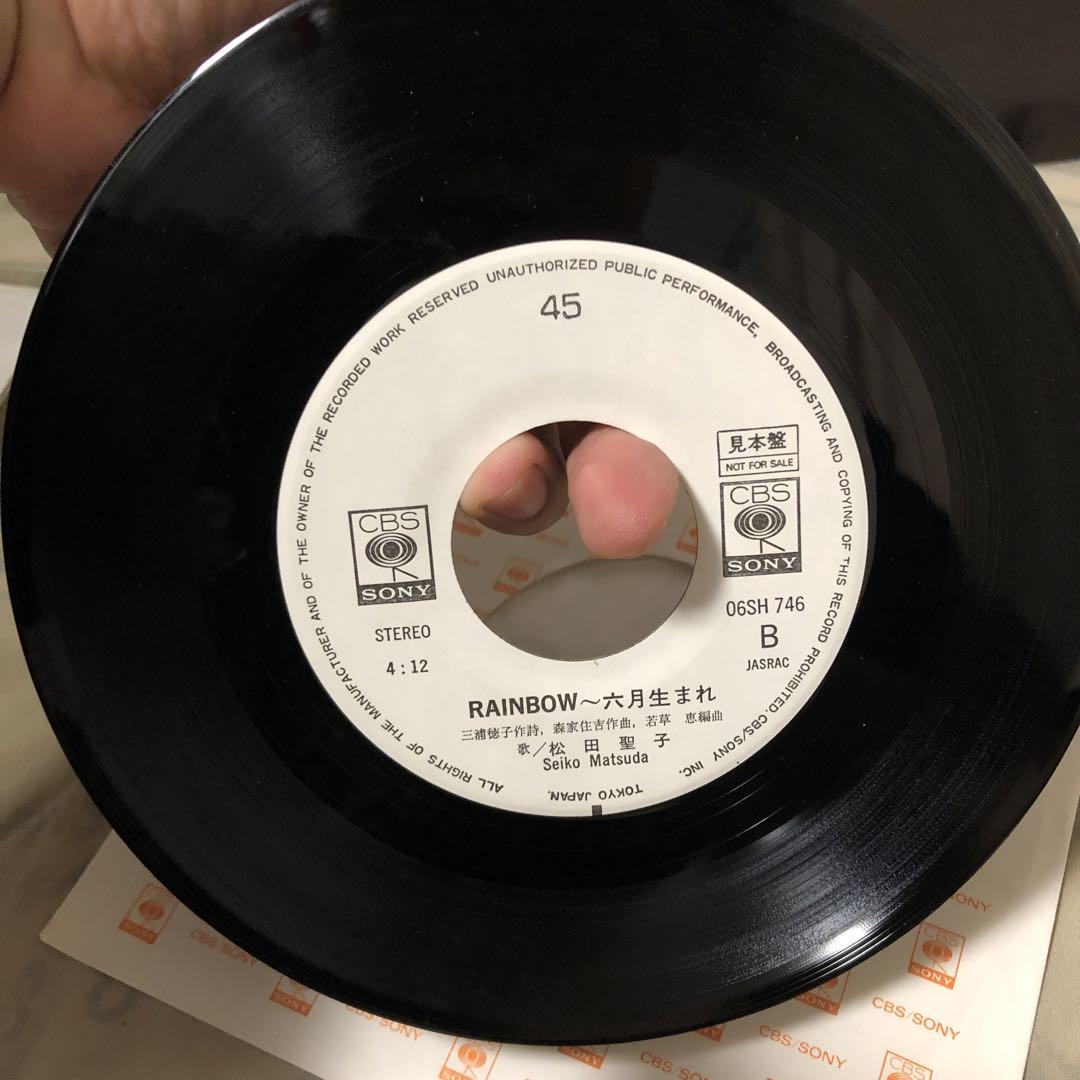 ALL RIGHTS OF THE MANUFACTURER AND OF THE OWNER OF THE RECORDED WORK RESERVED UNAUTHORIZED PUBLIC PERFORMANCE, BROADCASTING AND COPYING OF THIS RECORD PROHIBITED. CBS/SONY INC. TOKYO JAPAN.
45
見本盤
NOT FOR SALE
CBS
SONY
CBS
SONY
STEREO
4:12
06SH 746
B
JASRAC
RAINBOW〜六月生まれ
三浦徳子作詩, 森家住吉作曲, 若草 恵編曲
歌／松田聖子
Seiko Matsuda
CBS/SONY
SONY
CBS/SONY
CBS/SONY
CBS
SONY
CBS/SONY
SONY
CBS